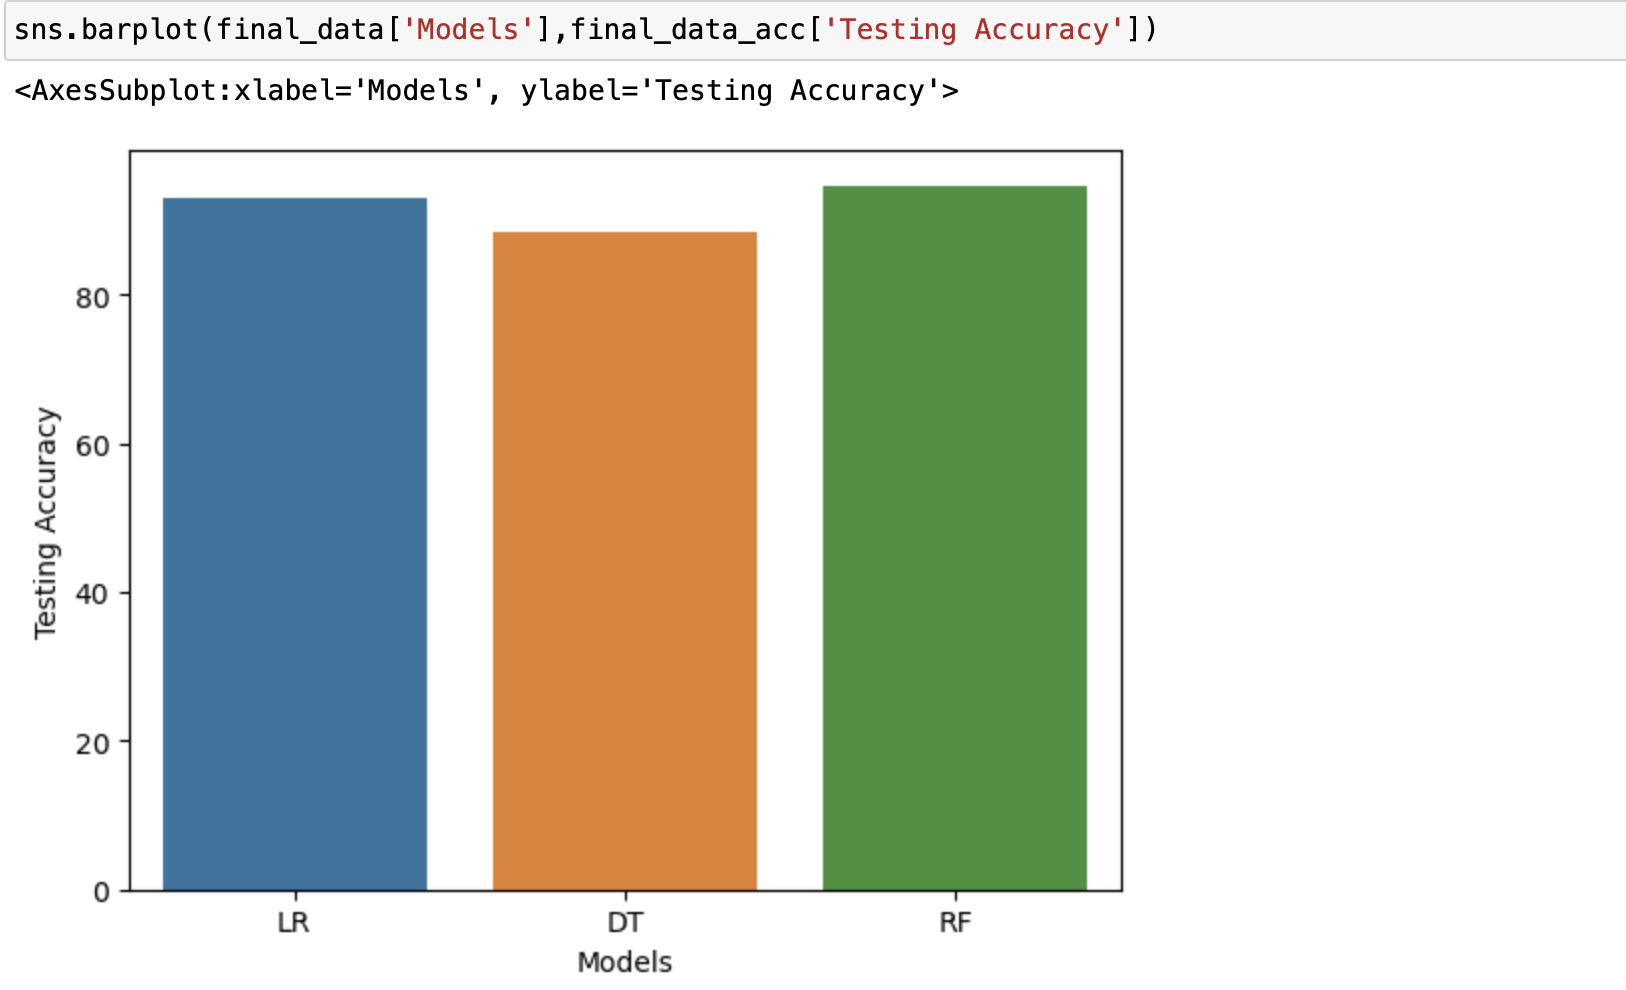 sns.barplot(final_data['Models'],final_data_acc['Testing Accuracy'])
<AxesSubplot:xlabel='Models', ylabel='Testing Accuracy'>
80
60
40
20
0
Testing Accuracy
LR DT RF
Models